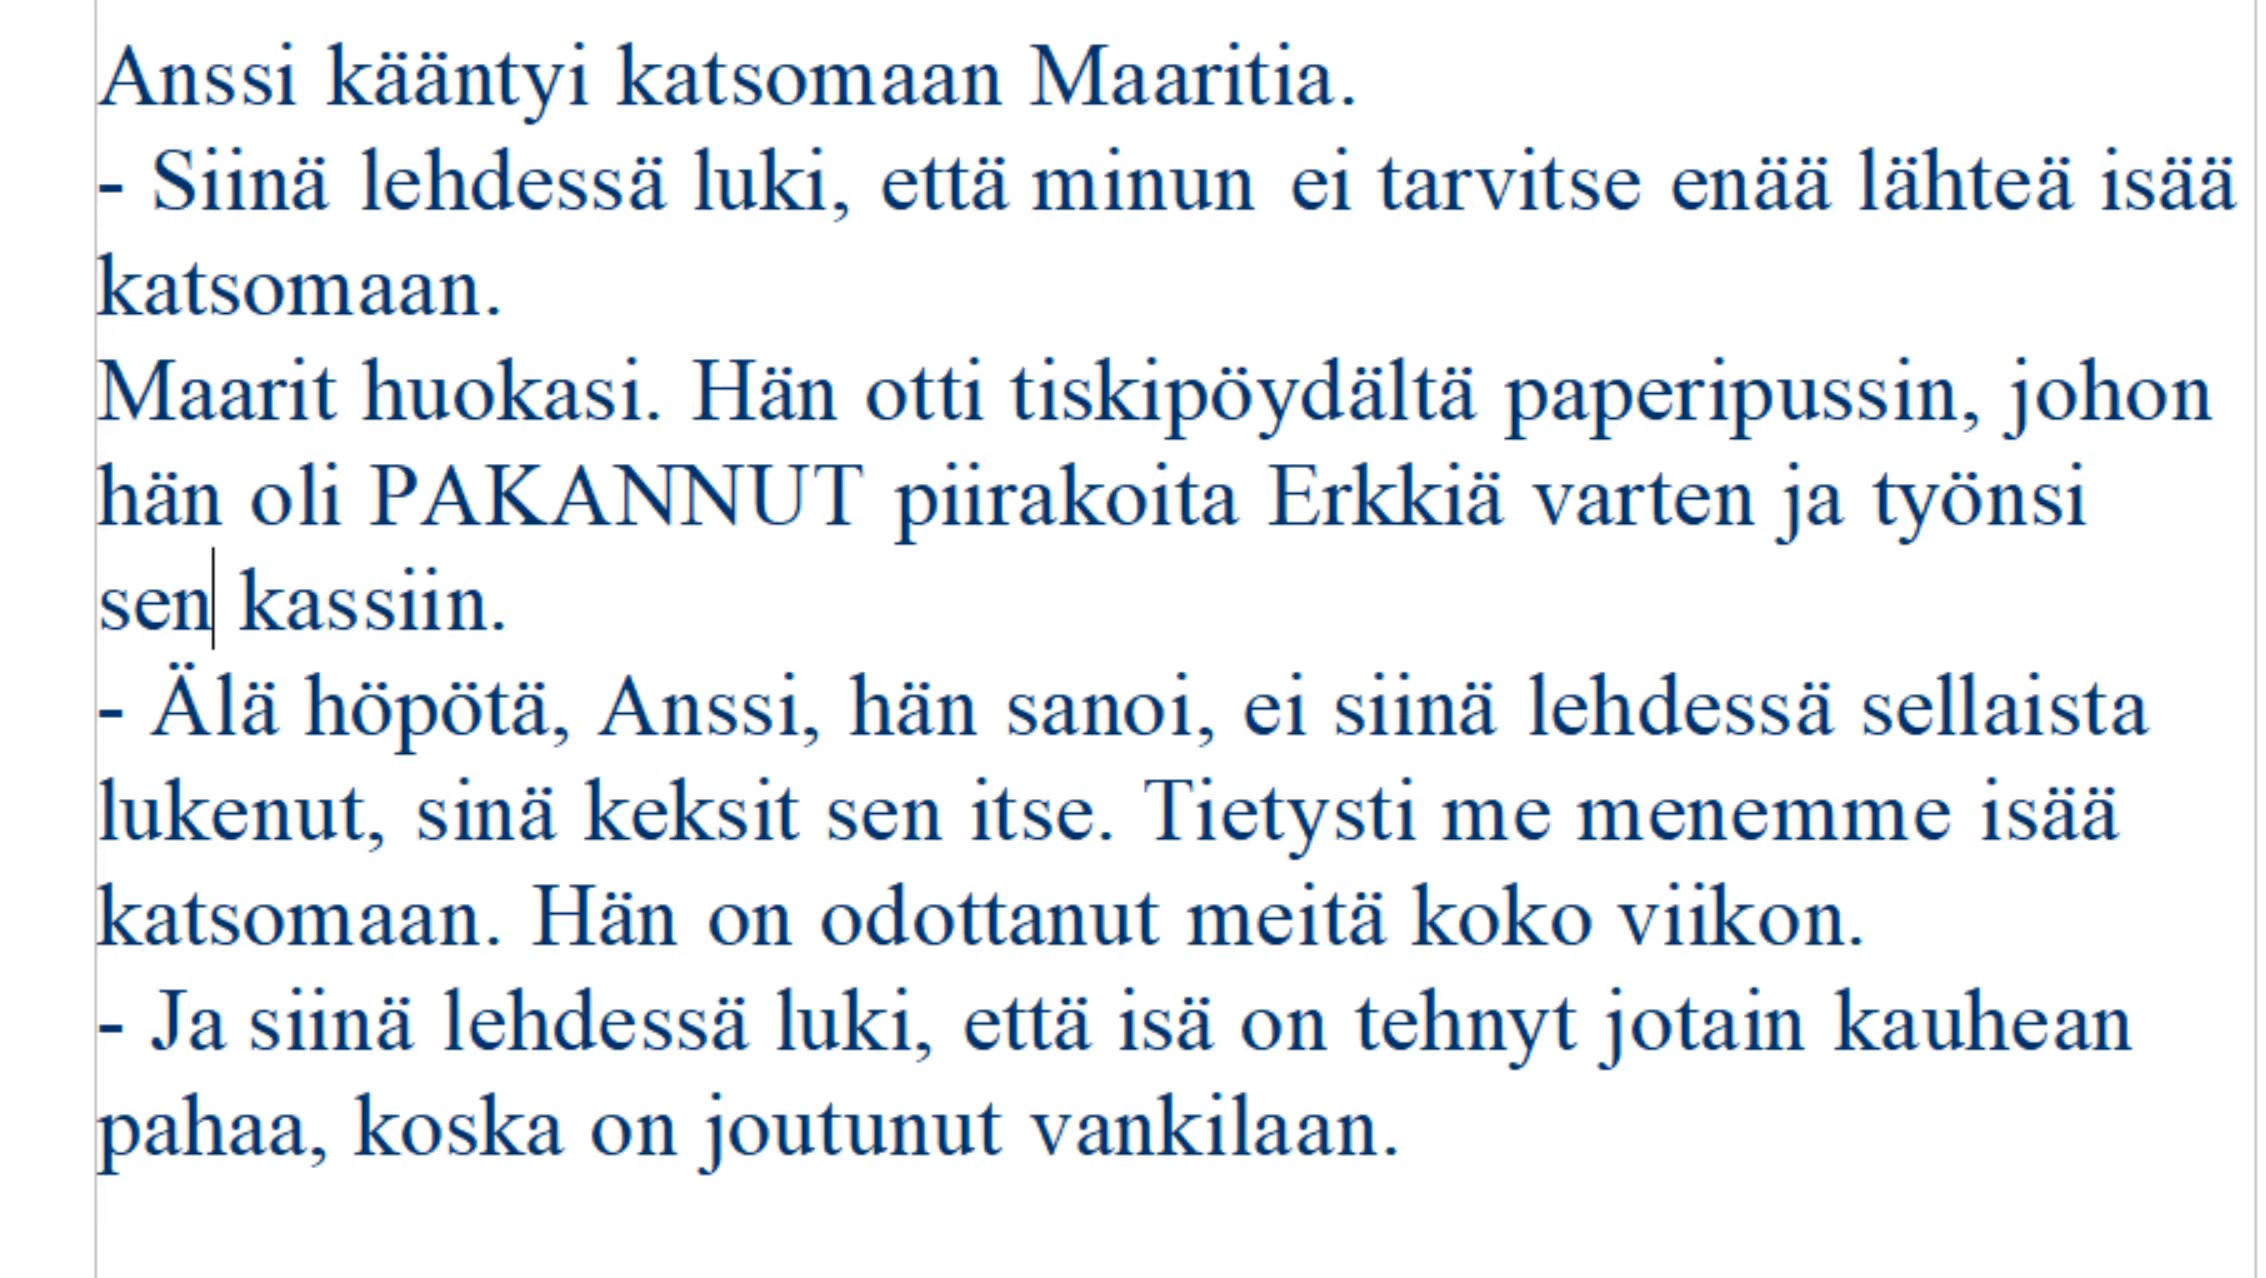 Anssi kääntyi katsomaan Maaritia.
- Siinä lehdessä luki, että minun ei tarvitse enää lähteä isää
katsomaan.
Maarit huokasi. Hän otti tiskipöydältä paperipussin, johon
hän oli PAKANNUT piirakoita Erkkiä varten ja työnsi
sen kassiin.
- Älä höpötä, Anssi, hän sanoi, ei siinä lehdessä sellaista
lukenut, sinä keksit sen itse. Tietysti me menemme isää
katsomaan. Hän on odottanut meitä koko viikon.
- Ja siinä lehdessä luki, että isä on tehnyt jotain kauhean
pahaa, koska on joutunut vankilaan.